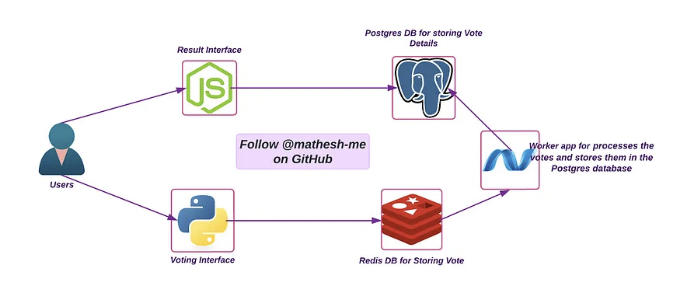 Postgres DB for storing Vote
Details
Result Interface
JS
Follow @mathesh-me
on GitHub
Worker app for processes the
votes and stores them in the
Postgres database
Users
Voting Interface
Redis DB for Storing Vote